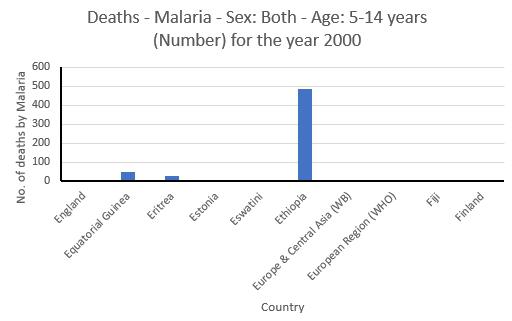 Deaths - Malaria - Sex: Both - Age: 5-14 years
(Number) for the year 2000
No. of deaths by Malaria
600
500
400
300
200
100
0
England
Equatorial Guinea
Eritrea
Estonia
Eswatini
Ethiopia
Europe & Central Asia (WB)
European Region (WHO)
Fiji
Finland
Country